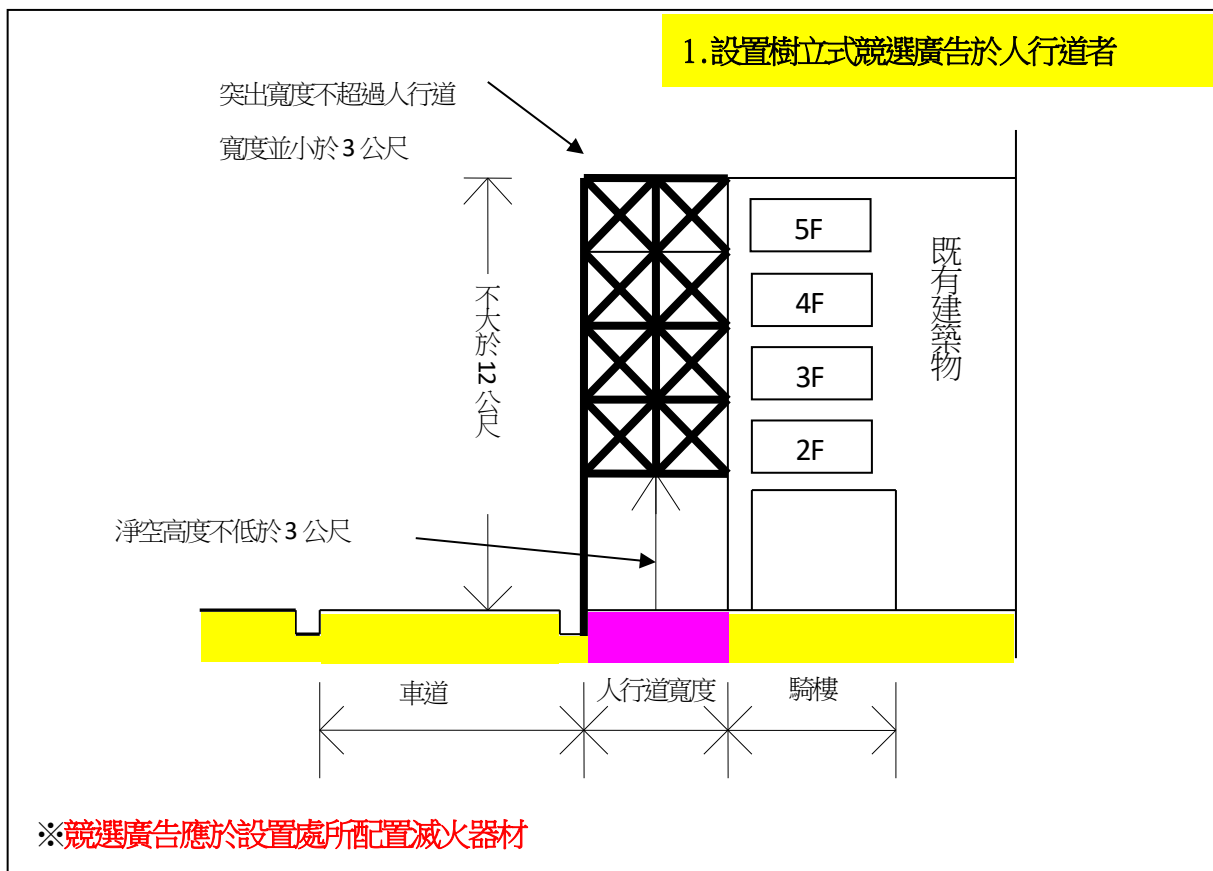 1.設置樹立式競選廣告於人行道者
突出寬度不超過人行道
寬度並小於 3 公尺
5F
4F
3F
2F
既有建築物
不大於 12 公尺
淨空高度不低於 3 公尺
車道
人行道寬度
騎樓
※競選廣告應於設置處所配置滅火器材